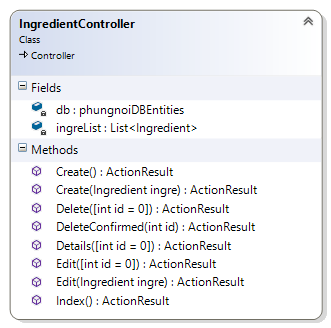 IngredientController
Class
Controller
Fields
db : phungnoiDBEntities
ingreList : List<Ingredient>
Methods
Create() : ActionResult
Create(Ingredient ingre) : ActionResult
Delete([int id = 0]) : ActionResult
DeleteConfirmed(int id) : ActionResult
Details([int id = 0]) : ActionResult
Edit([int id = 0]) : ActionResult
Edit(Ingredient ingre) : ActionResult
Index() : ActionResult